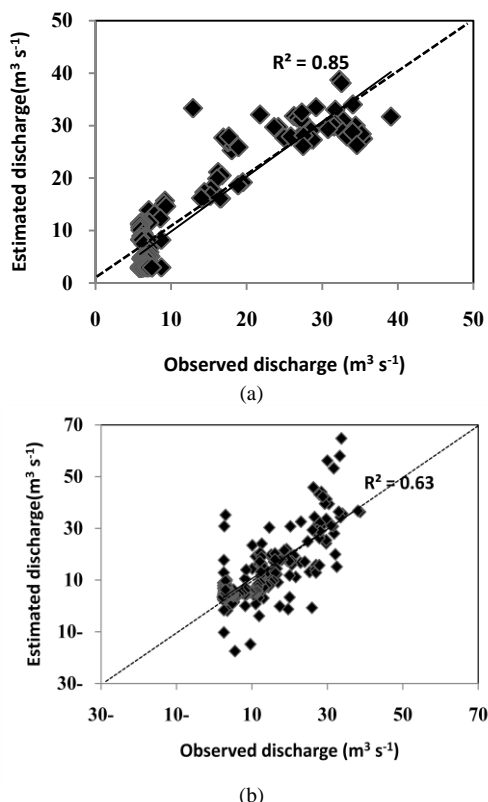 50
40
30
20
10
0
Estimated discharge(m³ s⁻¹)
R² = 0.85
0 10 20 30 40 50
Observed discharge (m³ s⁻¹)
(a)
70
50
30
10
10-
30-
Estimated discharge(m³ s⁻¹)
R² = 0.63
30- 10- 10 30 50 70
Observed discharge (m³ s⁻¹)
(b)